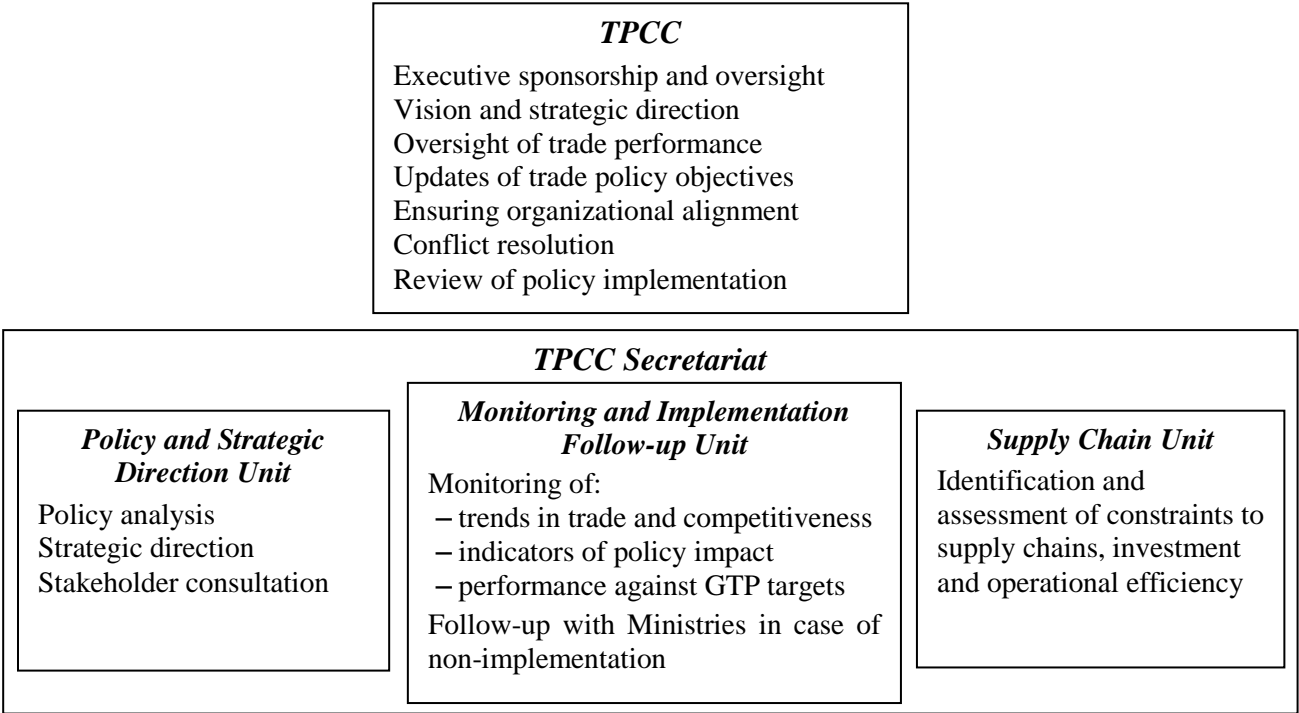 TPCC
Executive sponsorship and oversight
Vision and strategic direction
Oversight of trade performance
Updates of trade policy objectives
Ensuring organizational alignment
Conflict resolution
Review of policy implementation
TPCC Secretariat
Policy and Strategic
Direction Unit
Policy analysis
Strategic direction
Stakeholder consultation
Monitoring and Implementation
Follow-up Unit
Monitoring of:
– trends in trade and competitiveness
– indicators of policy impact
– performance against GTP targets
Follow-up with Ministries in case of
non-implementation
Supply Chain Unit
Identification and
assessment of constraints to
supply chains, investment
and operational efficiency